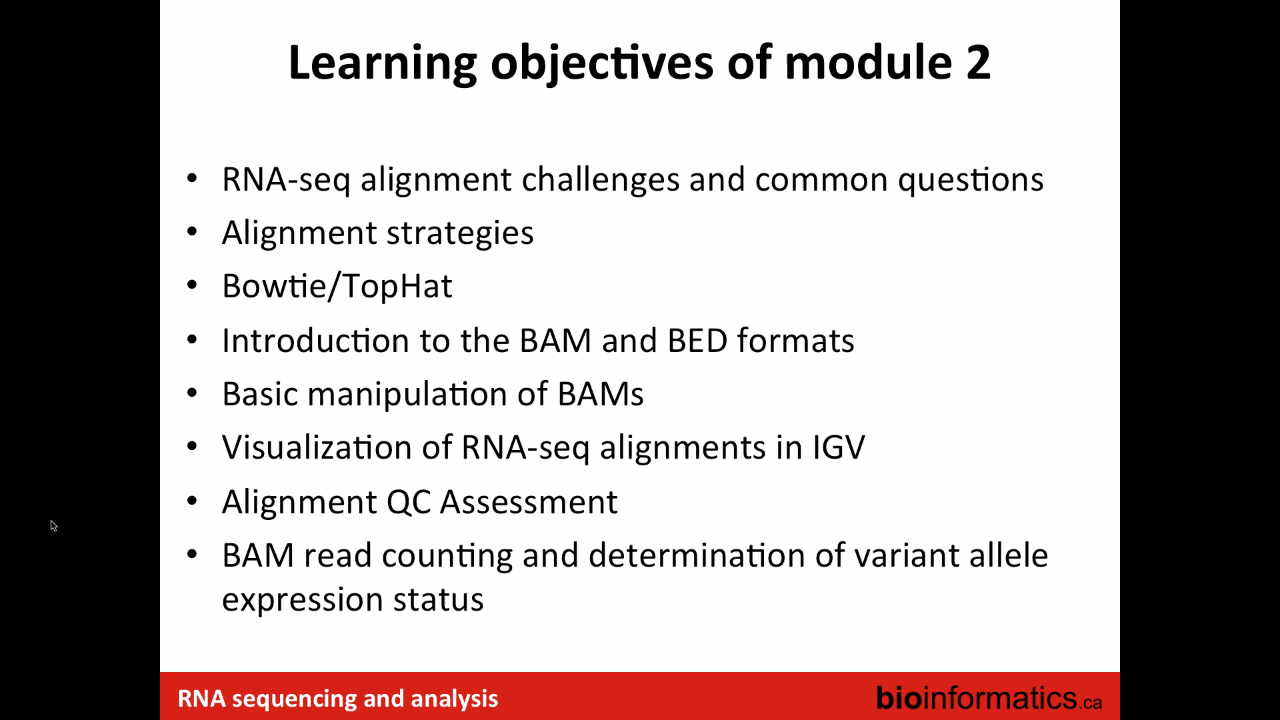 Learning objectives of module 2
• RNA-seq alignment challenges and common questions
• Alignment strategies
• Bowtie/TopHat
• Introduction to the BAM and BED formats
• Basic manipulation of BAMs
• Visualization of RNA-seq alignments in IGV
• Alignment QC Assessment
• BAM read counting and determination of variant allele
expression status
RNA sequencing and analysis
bioinformatics.ca